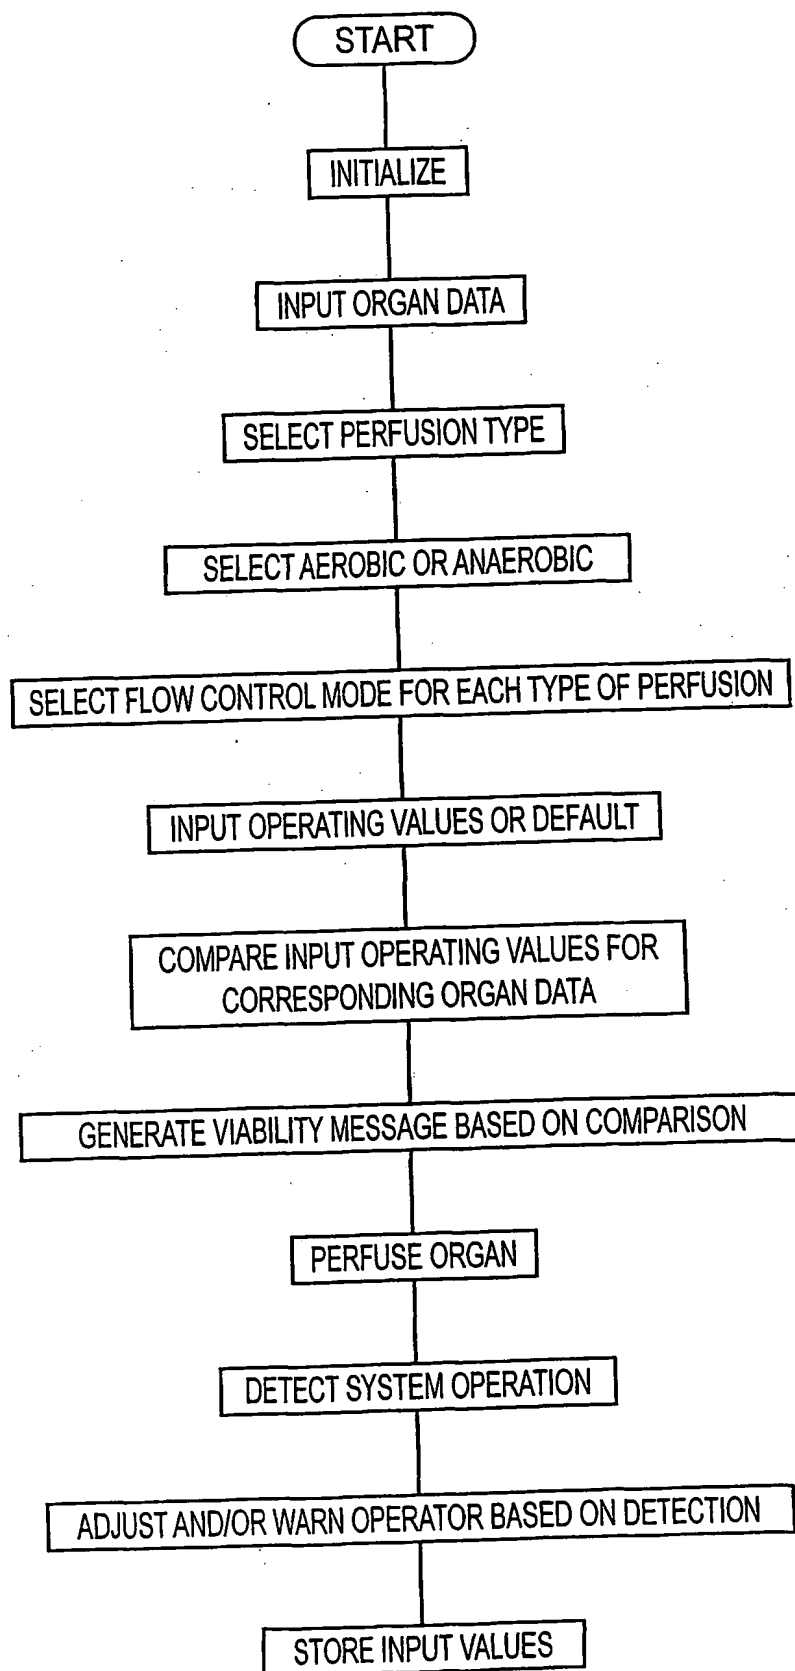 START
INITIALIZE
INPUT ORGAN DATA
SELECT PERFUSION TYPE
SELECT AEROBIC OR ANAEROBIC
SELECT FLOW CONTROL MODE FOR EACH TYPE OF PERFUSION
INPUT OPERATING VALUES OR DEFAULT
COMPARE INPUT OPERATING VALUES FOR
CORRESPONDING ORGAN DATA
GENERATE VIABILITY MESSAGE BASED ON COMPARISON
PERFUSE ORGAN
DETECT SYSTEM OPERATION
ADJUST AND/OR WARN OPERATOR BASED ON DETECTION
STORE INPUT VALUES